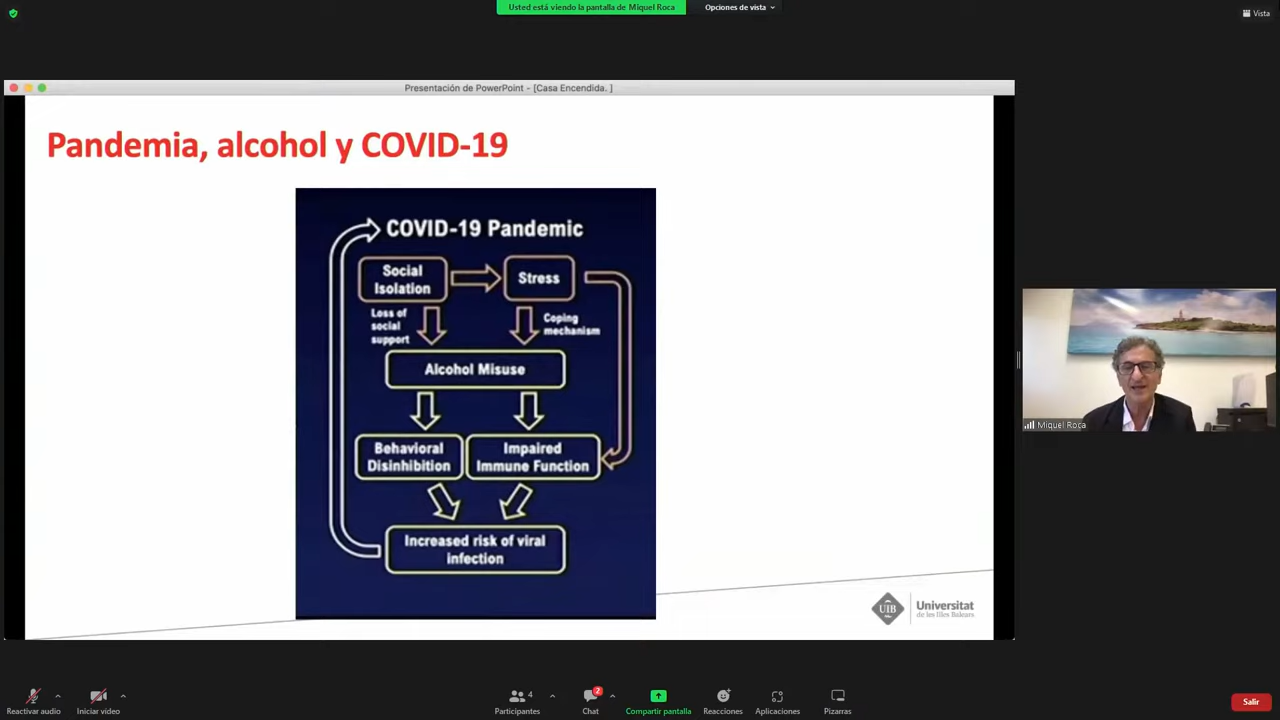 Usted está viendo la pantalla de Miquel Roca
Opciones de vista
Vista
Presentación de PowerPoint - [Casa Encendida. ]
Pandemia, alcohol y COVID-19
COVID-19 Pandemic
Social
Isolation
Stress
Loss of
social
support
Coping
mechanism
Alcohol Misuse
Behavioral
Disinhibition
Impaired
Immune Function
Increased risk of viral
infection
UIB
Universitat
de les Illes Balears
Miquel Roca
Reactivar audio
Iniciar video
Participantes
4
Chat
2
Compartir pantalla
Reacciones
Aplicaciones
Pizarras
Salir